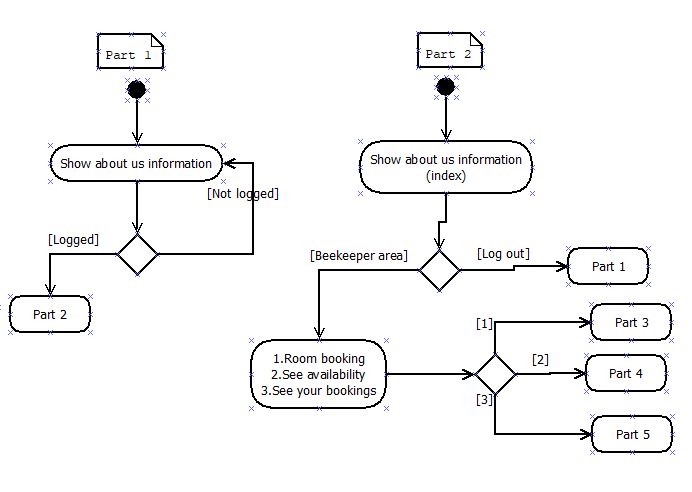 Part 1
Show about us information
[Not logged]
[Logged]
Part 2
Part 2
Show about us information
(index)
[Beekeeper area]
[Log out]
Part 1
1.Room booking
2.See availability
3.See your bookings
[1]
Part 3
[2]
Part 4
[3]
Part 5